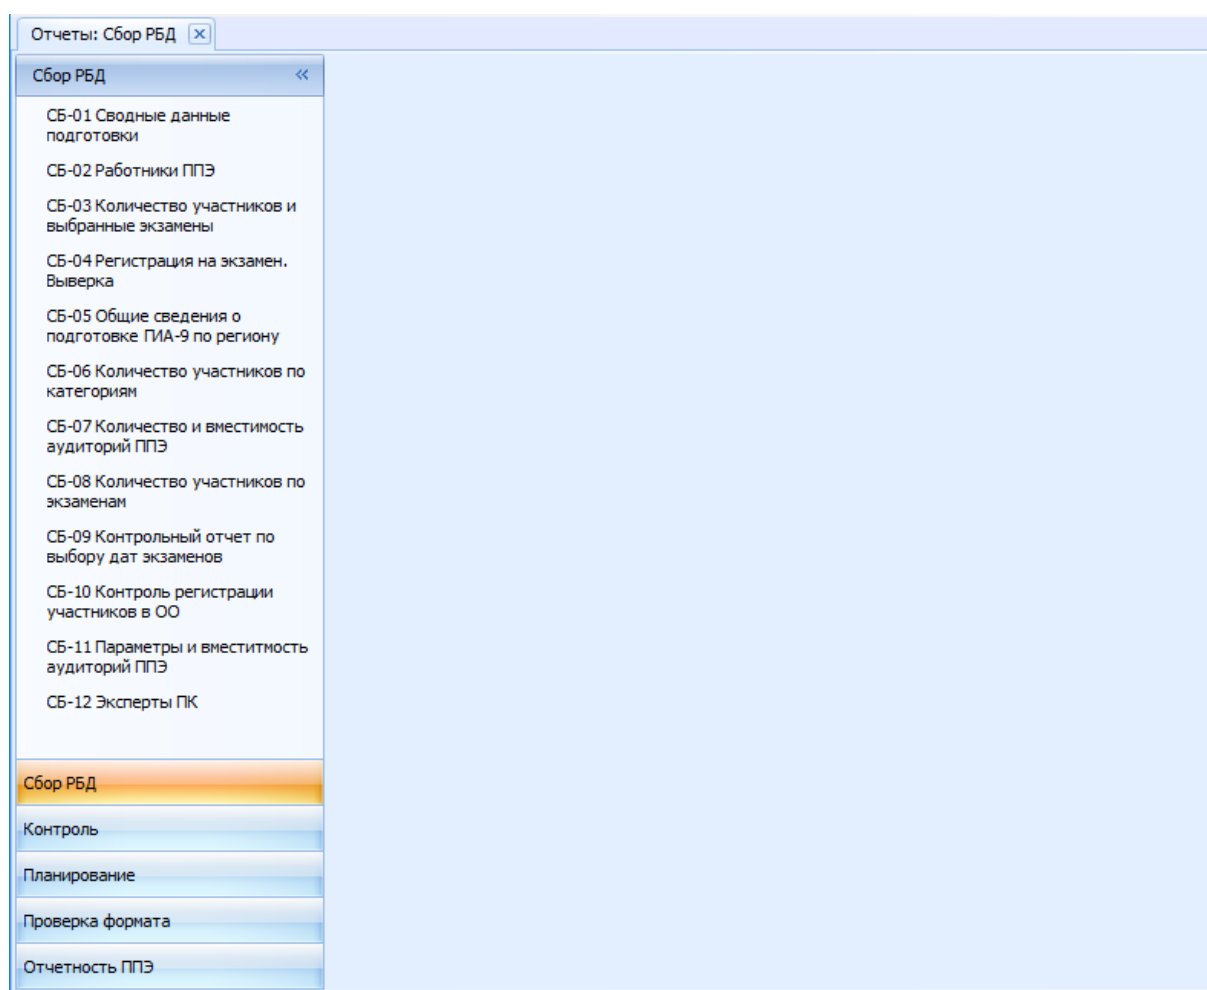 Отчеты: Сбор РБД
Сбор РБД
СБ-01 Сводные данные
подготовки
СБ-02 Работники ППЭ
СБ-03 Количество участников и
выбранные экзамены
СБ-04 Регистрация на экзамен.
Выверка
СБ-05 Общие сведения о
подготовке ГИА-9 по региону
СБ-06 Количество участников по
категориям
СБ-07 Количество и вместимость
аудиторий ППЭ
СБ-08 Количество участников по
экзаменам
СБ-09 Контрольный отчет по
выбору дат экзаменов
СБ-10 Контроль регистрации
участников в ОО
СБ-11 Параметры и вместитмость
аудиторий ППЭ
СБ-12 Эксперты ПК
Сбор РБД
Контроль
Планирование
Проверка формата
Отчетность ППЭ